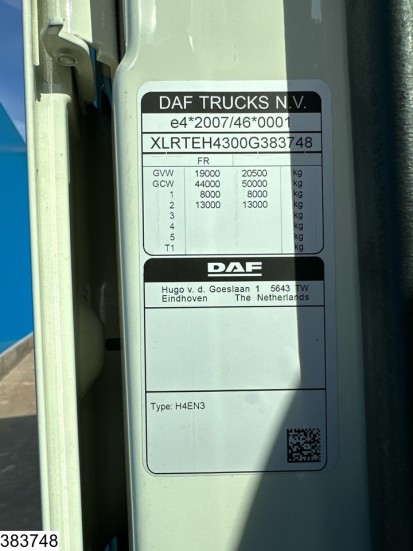 DAF TRUCKS N.V.
e4*2007/46*0001
XLRTEH4300G383748
FR
GVW 19000 20500 kg
GCW 44000 50000 kg
1 8000 8000 kg
2 13000 13000 kg
3 kg
4 kg
5 kg
T1 kg
DAF
Hugo v. d. Goeslaan 1 5643 TW
Eindhoven The Netherlands
Type: H4EN3
383748